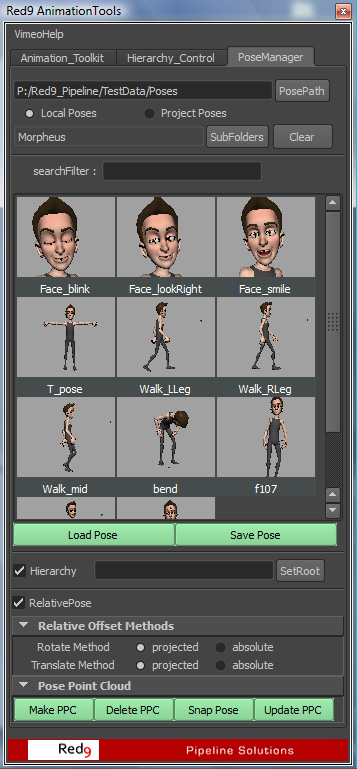 Red9 AnimationTools
VimeoHelp
Animation_Toolkit Hierarchy_Control PoseManager
P:/Red9_Pipeline/TestData/Poses PosePath
Local Poses Project Poses
Morpheus SubFolders Clear
searchFilter :
Face_blink Face_lookRight Face_smile
T_pose Walk_LLeg Walk_RLeg
Walk_mid bend f107
Load Pose Save Pose
Hierarchy SetRoot
RelativePose
Relative Offset Methods
Rotate Method projected absolute
Translate Method projected absolute
Pose Point Cloud
Make PPC Delete PPC Snap Pose Update PPC
Red9 Pipeline Solutions